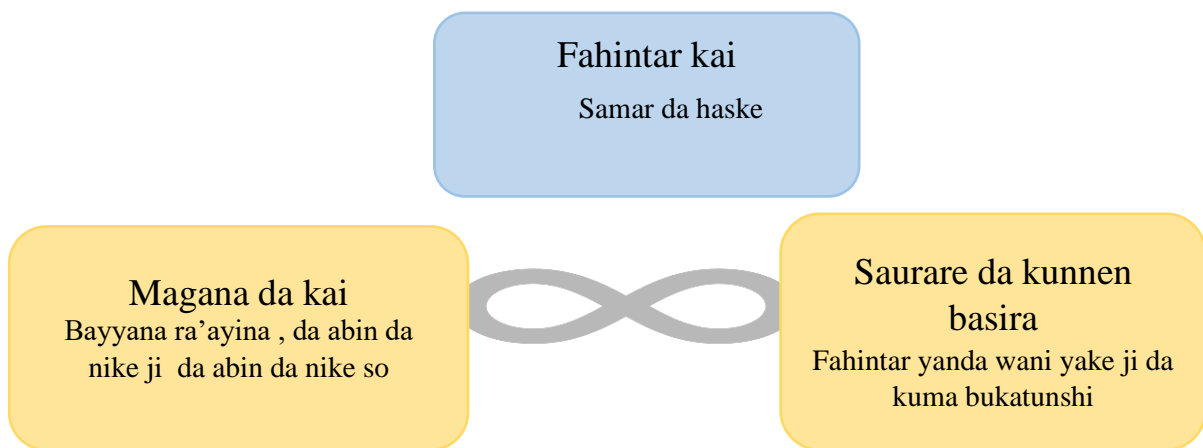 Fahintar kai
Samar da haske
Magana da kai
Bayyana ra’ayina , da abin da
nike ji da abin da nike so
Saurare da kunnen
basira
Fahintar yanda wani yake ji da
kuma bukatunshi